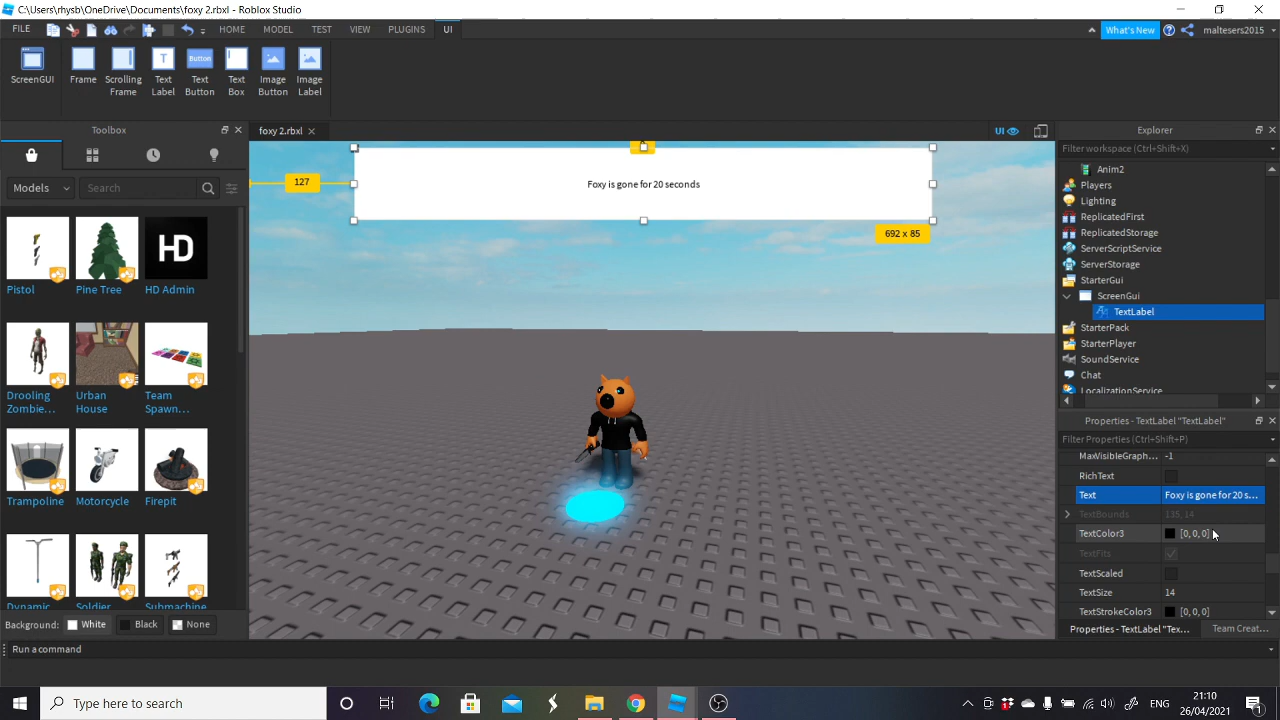 C:\Users\rhysb\OneDrive\Documents\foxy 2.rbxl - Roblox Studio
FILE HOME MODEL TEST VIEW PLUGINS UI What's New maltesers2015
ScreenGUI Frame Scrolling Frame Text Label Text Button Text Box Image Button Image Label
Button
Toolbox
foxy 2.rbxl
UI
Explorer
Filter workspace (Ctrl+Shift+X)
Models
Search
127
Foxy is gone for 20 seconds
692 x 85
Pistol
Pine Tree
HD
HD Admin
Drooling Zombie...
Urban House
Team Spawn...
Trampoline
Motorcycle
Firepit
Dynamic
Soldier
Submachine
Background: White Black None
Anim2
Players
Lighting
ReplicatedFirst
ReplicatedStorage
ServerScriptService
ServerStorage
StarterGui
ScreenGui
TextLabel
StarterPack
StarterPlayer
SoundService
Chat
LocalizationService
Properties - TextLabel "TextLabel"
Filter Properties (Ctrl+Shift+P)
MaxVisibleGraph... -1
RichText
Text Foxy is gone for 20 s...
TextBounds 135, 14
TextColor3 [0, 0, 0]
TextFits
TextScaled
TextSize 14
TextStrokeColor3 [0, 0, 0]
Properties - TextLabel "Te...
Team Creat...
Run a command
Type here to search
ENG
21:10
26/04/2021